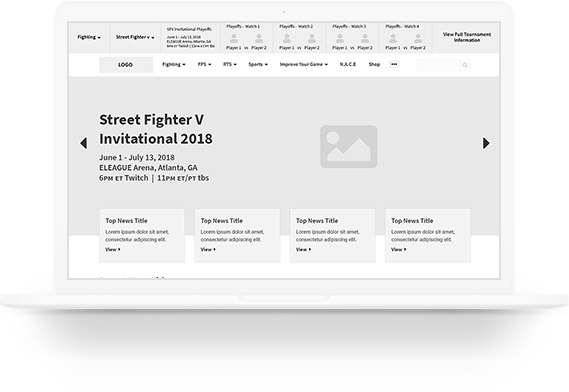 Fighting
Street Fighter V
SFV Invitational Playoffs
June 1 - July 13, 2018
ELEAGUE Arena, Atlanta, GA
6PM ET Twitch | 11PM ET/PT tbs
Playoffs - Match 1
Player 1 vs Player 2
Playoffs - Match 2
Player 1 vs Player 2
Playoffs - Match 3
Player 1 vs Player 2
Playoffs - Match 4
Player 1 vs Player 2
View Full Tournament
Information
LOGO
Fighting
FPS
RTS
Sports
Improve Your Game
N.A.C.E
Shop
Street Fighter V
Invitational 2018
June 1 - July 13, 2018
ELEAGUE Arena, Atlanta, GA
6PM ET Twitch | 11PM ET/PT tbs
Top News Title
Lorem ipsum dolor sit amet,
consectetur adipiscing elit.
View
Top News Title
Lorem ipsum dolor sit amet,
consectetur adipiscing elit.
View
Top News Title
Lorem ipsum dolor sit amet,
consectetur adipiscing elit.
View
Top News Title
Lorem ipsum dolor sit amet,
consectetur adipiscing elit.
View